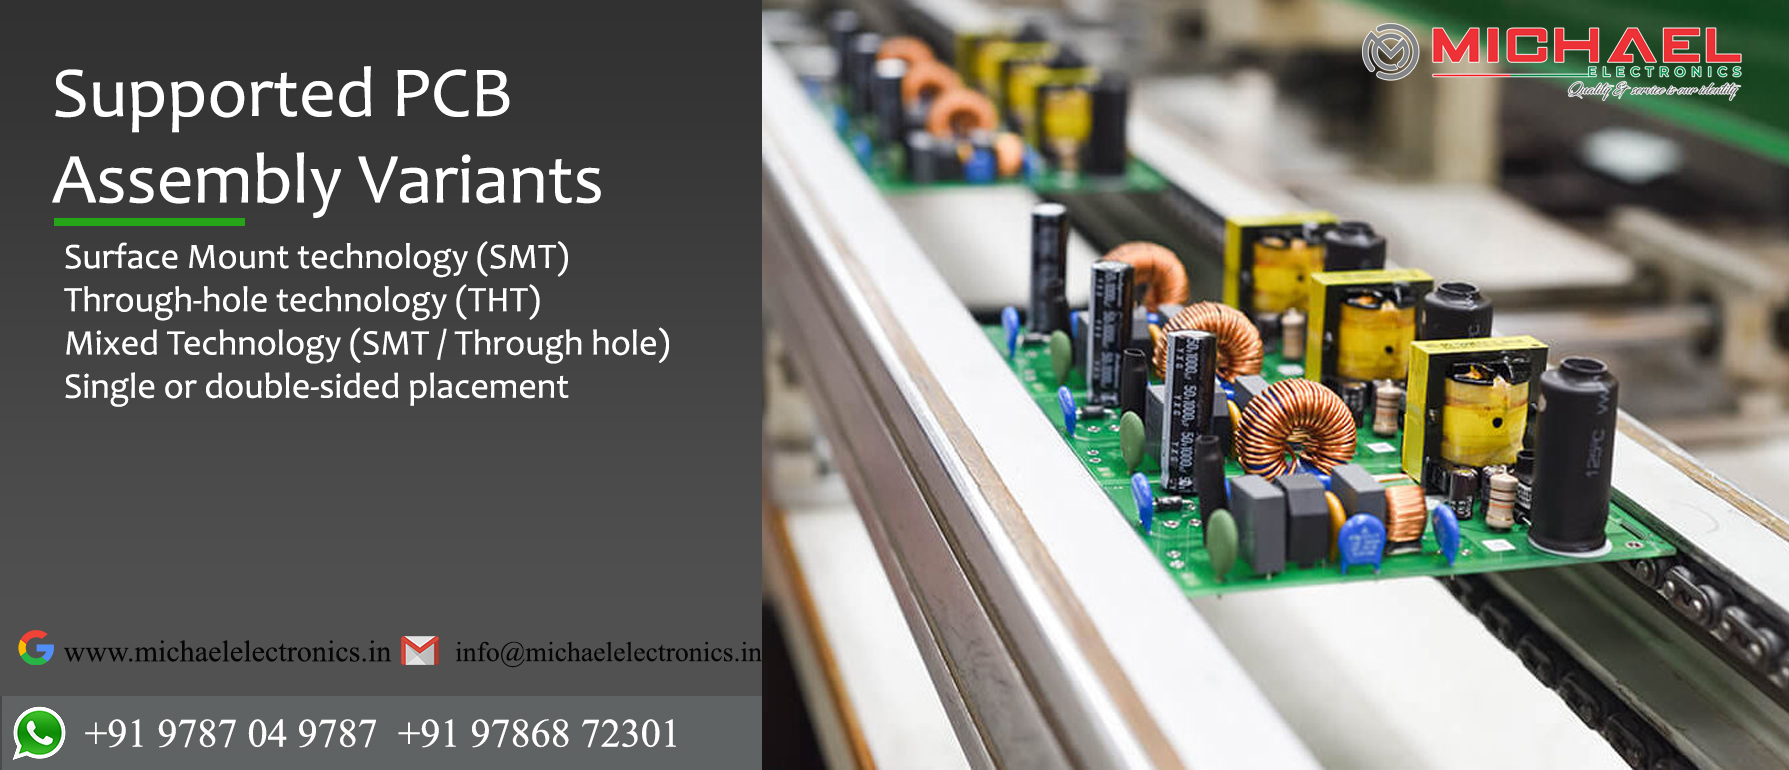 Supported PCB
Assembly Variants
Surface Mount technology (SMT)
Through-hole technology (THT)
Mixed Technology (SMT / Through hole)
Single or double-sided placement
www.michaelelectronics.in info@michaelelectronics.in
+91 9787 04 9787 +91 97868 72301
MICHAEL
ELECTRONICS
Quality & service is our identity
125°C